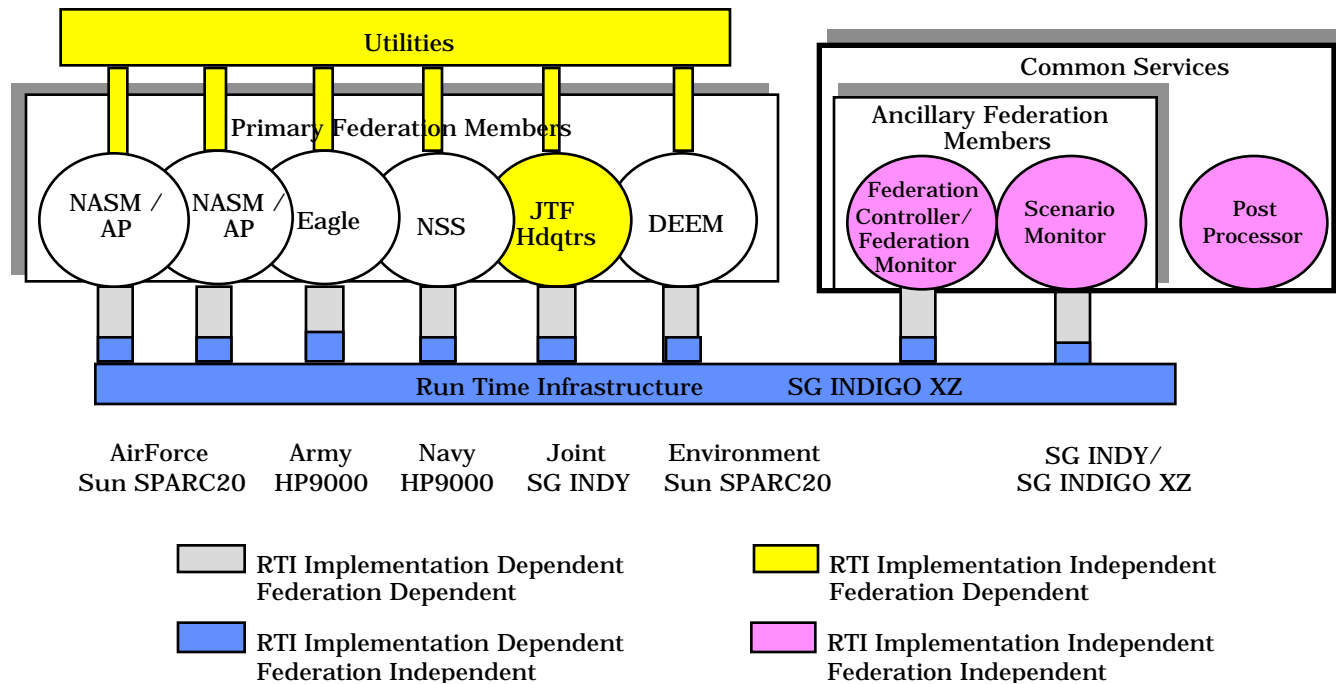 Utilities
Common Services
Primary Federation Members
Ancillary Federation
Members
NASM /
AP
NASM /
AP
Eagle
NSS
JTF
Hdqtrs
DEEM
Federation
Controller/
Federation
Monitor
Scenario
Monitor
Post
Processor
Run Time Infrastructure SG INDIGO XZ
AirForce
Sun SPARC20
Army
HP9000
Navy
HP9000
Joint
SG INDY
Environment
Sun SPARC20
SG INDY/
SG INDIGO XZ
RTI Implementation Dependent
Federation Dependent
RTI Implementation Independent
Federation Dependent
RTI Implementation Dependent
Federation Independent
RTI Implementation Independent
Federation Independent